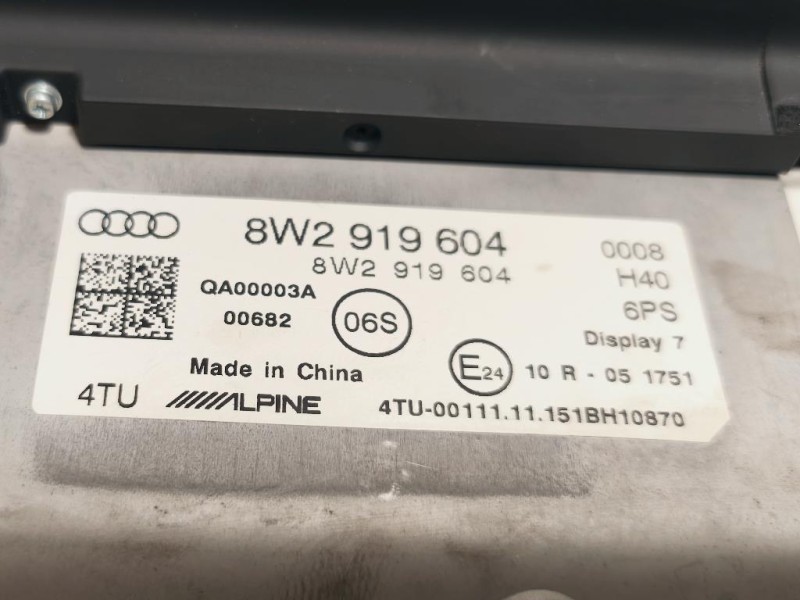 8W2 919 604
8W2 919 604
0008
H40
6PS
Display 7
QA00003A
00682
06S
Made in China
E24
10 R - 05 1751
4TU
ALPINE
4TU-00111.11.151BH10870